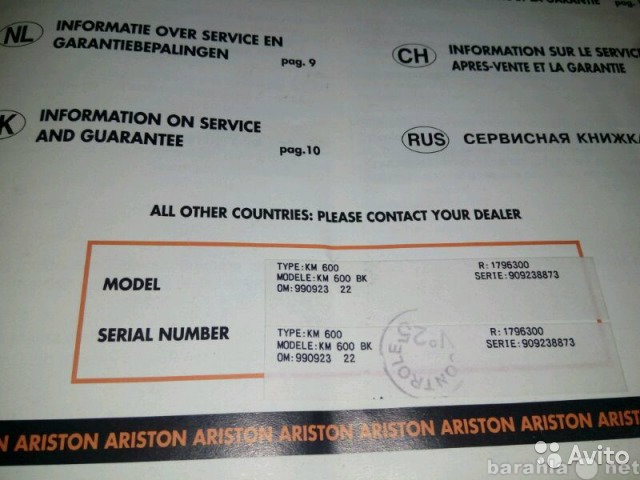 NL INFORMATIE OVER SERVICE EN
GARANTIEBEPALINGEN
pag. 9
CH INFORMATION SUR LE SERVICE
APRES-VENTE ET LA GARANTIE
K INFORMATION ON SERVICE
AND GUARANTEE
pag.10
RUS СЕРВИСНАЯ КНИЖКА
ALL OTHER COUNTRIES: PLEASE CONTACT YOUR DEALER
MODEL
TYPE:KM 600 R:1796300
MODELE:KM 600 BK SERIE:909238873
OM:990923 22
SERIAL NUMBER
TYPE:KM 600 R:1796300
MODELE:KM 600 BK SERIE:909238873
OM:990923 22
CONTROLE
N ARISTON ARISTON ARISTON ARISTON ARISTON ARISTON ARISTON ARIST
Avito
barahla.net